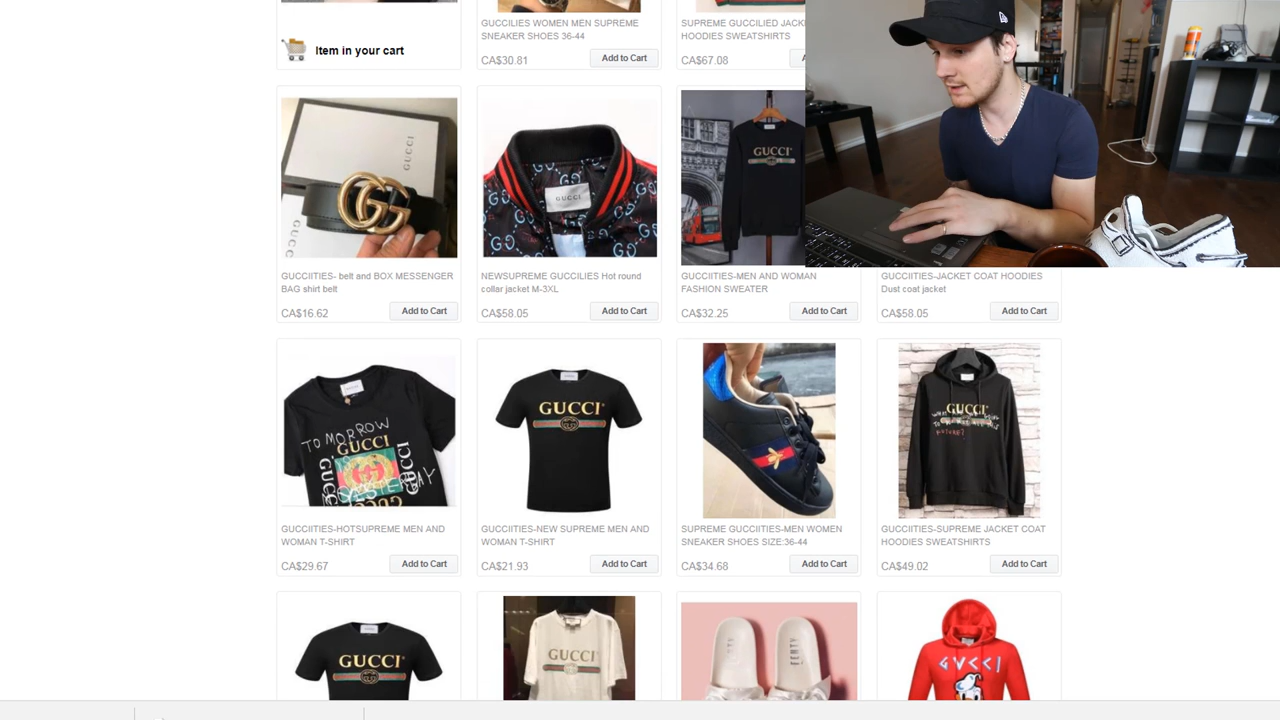 GUCCILIES WOMEN MEN SUPREME
SNEAKER SHOES 36-44
SUPREME GUCCILIED JACK
HOODIES SWEATSHIRTS
Item in your cart
CA$30.81
Add to Cart
CA$67.08
GUCCI
GUCCI
GUCCI
GUCCI
GUCCIITIES- belt and BOX MESSENGER
BAG shirt belt
NEWSUPREME GUCCILIES Hot round
collar jacket M-3XL
GUCCIITIES-MEN AND WOMAN
FASHION SWEATER
GUCCIITIES-JACKET COAT HOODIES
Dust coat jacket
CA$16.62
Add to Cart
CA$58.05
Add to Cart
CA$32.25
Add to Cart
CA$58.05
Add to Cart
TOMORROW
GUCCI
GUCCI
GUCCI
GUCCI
GUCCI
GUCCIITIES-HOTSUPREME MEN AND
WOMAN T-SHIRT
GUCCIITIES-NEW SUPREME MEN AND
WOMAN T-SHIRT
SUPREME GUCCIITIES-MEN WOMEN
SNEAKER SHOES SIZE:36-44
GUCCIITIES-SUPREME JACKET COAT
HOODIES SWEATSHIRTS
CA$29.67
Add to Cart
CA$21.93
Add to Cart
CA$34.68
Add to Cart
CA$49.02
Add to Cart
GUCCI
GUCCI
GUCCI